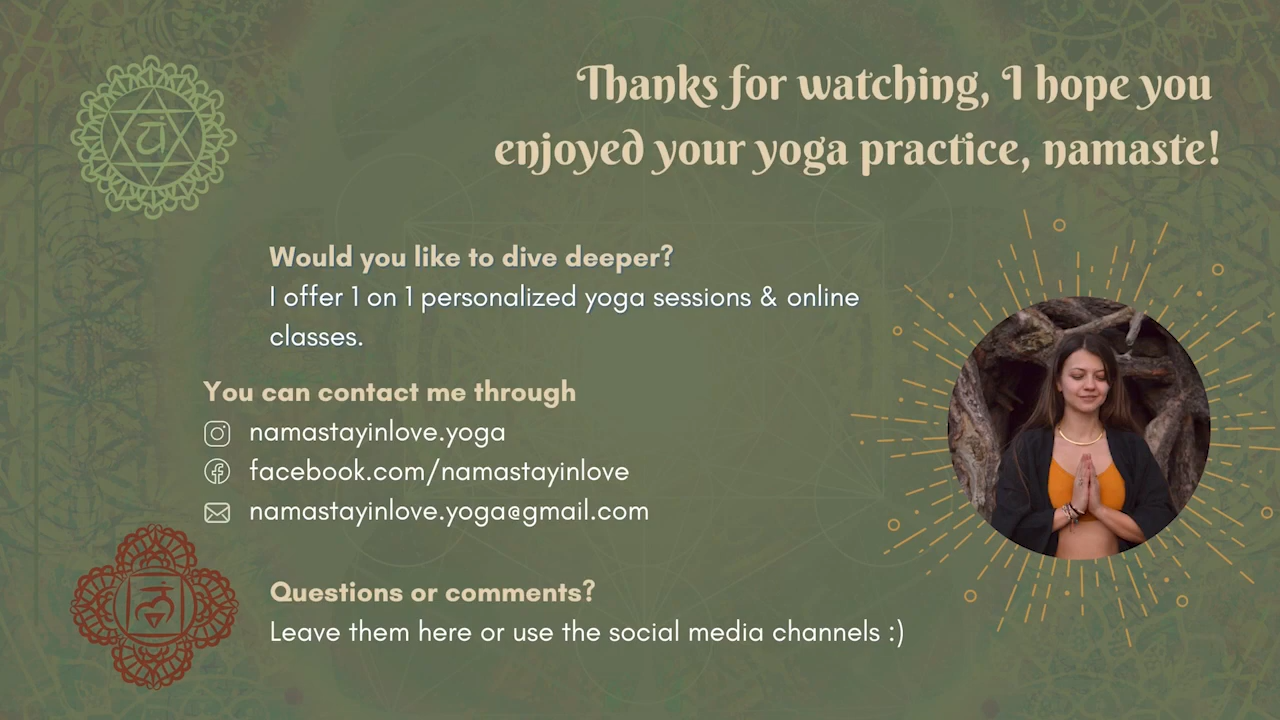 Thanks for watching, I hope you
enjoyed your yoga practice, namaste!
Would you like to dive deeper?
I offer 1 on 1 personalized yoga sessions & online
classes.
You can contact me through
namastayinlove.yoga
facebook.com/namastayinlove
namastayinlove.yoga@gmail.com
Questions or comments?
Leave them here or use the social media channels :)